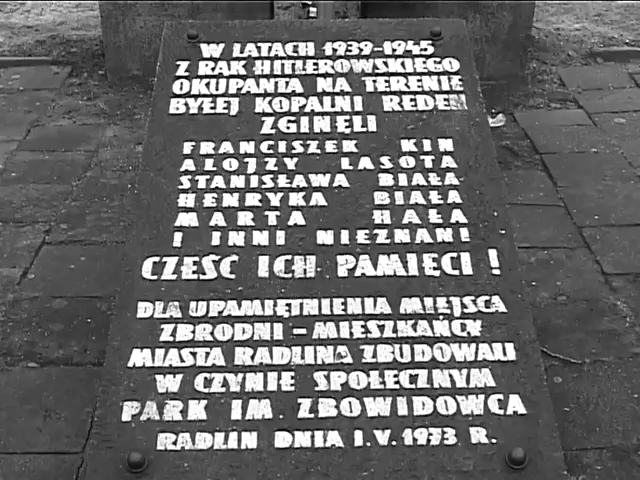 W LATACH 1939-1945
Z RĄK HITLEROWSKIEGO
OKUPANTA NA TERENIE
BYŁEJ KOPALNI REDEN
ZGINĘLI
FRANCISZEK KIN
ALOJZY LASOTA
STANISŁAWA BIAŁA
HENRYKA BIAŁA
MARTA HAŁA
I INNI NIEZNANI
CZEŚĆ ICH PAMIĘCI !
DLA UPAMIĘTNIENIA MIEJSCA
ZBRODNI - MIESZKAŃCY
MIASTA RADLINA ZBUDOWALI
W CZYNIE SPOŁECZNYM
PARK IM. ZBOWIDOWCA
RADLIN DNIA 1.V.1973 R.